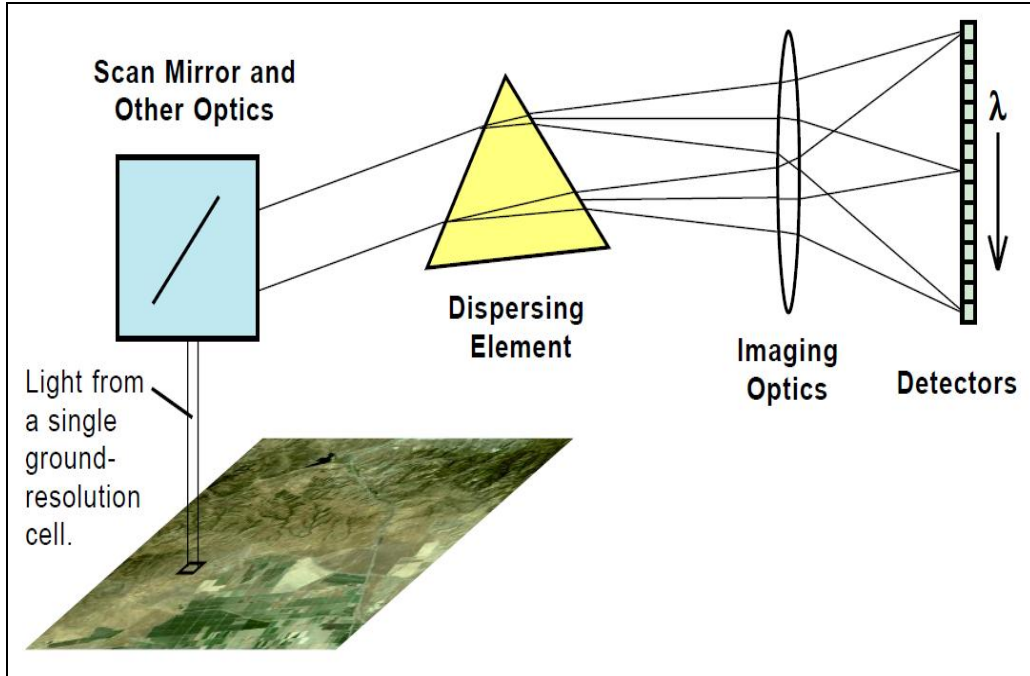 Scan Mirror and
Other Optics
λ
Dispersing
Element
Imaging
Optics
Detectors
Light from
a single
ground-
resolution
cell.